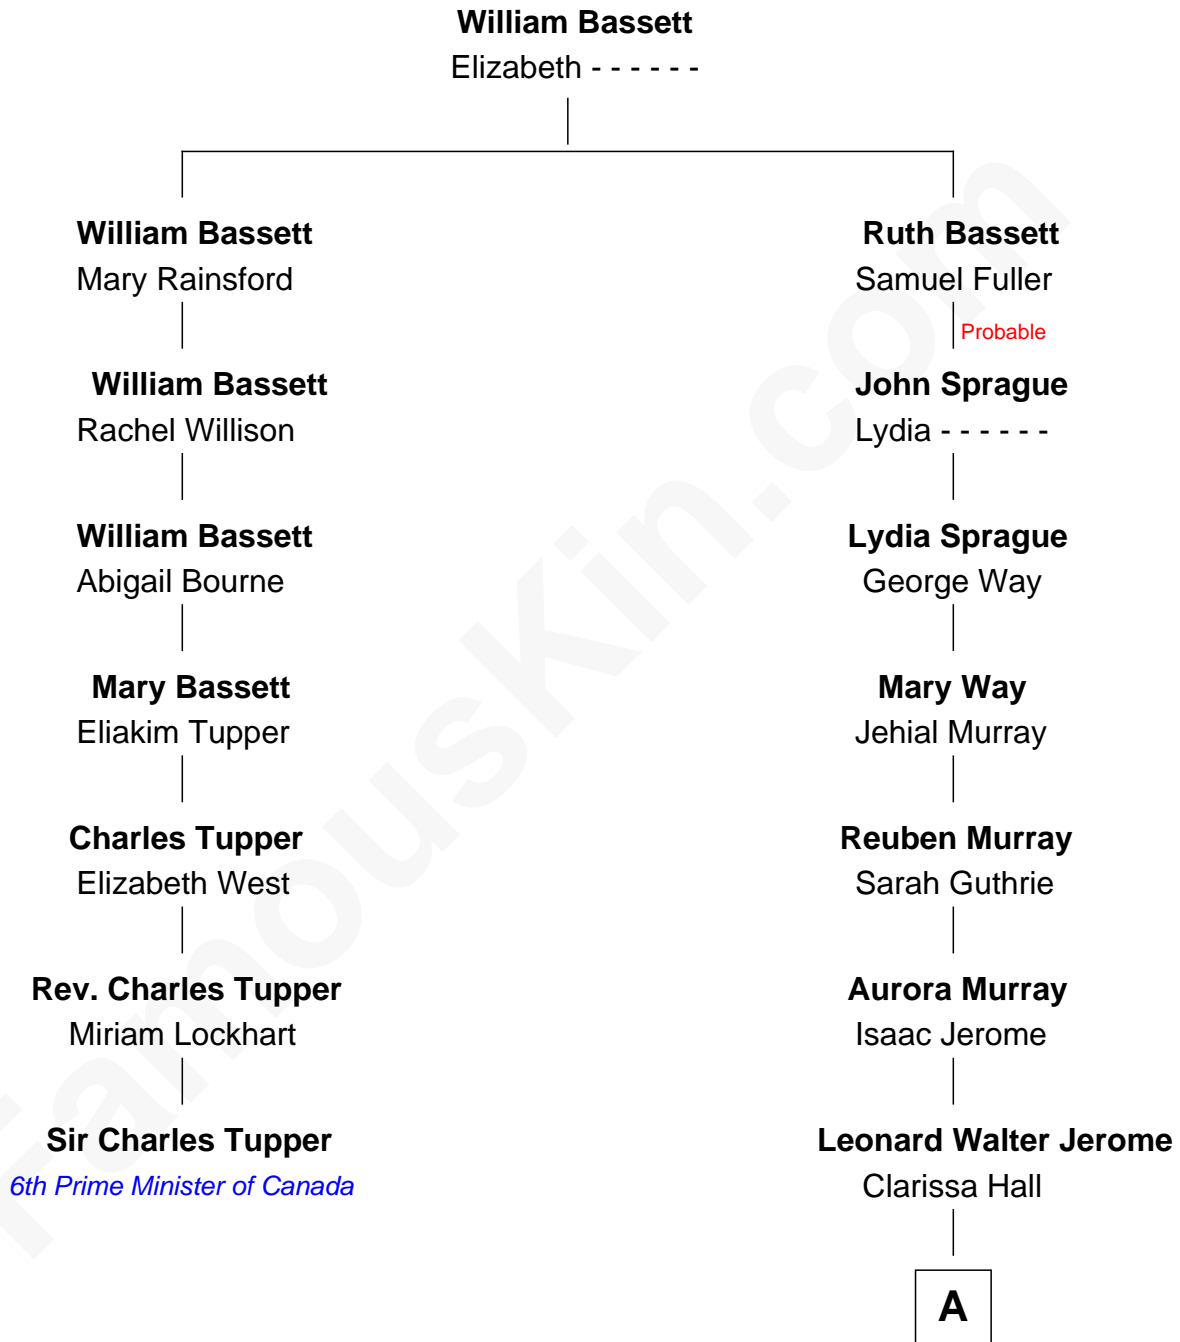 William Bassett
Elizabeth - - - - - -
William Bassett
Mary Rainsford
Ruth Bassett
Samuel Fuller
Probable
William Bassett
Rachel Willison
John Sprague
Lydia - - - - - -
William Bassett
Abigail Bourne
Lydia Sprague
George Way
Mary Bassett
Eliakim Tupper
Mary Way
Jehial Murray
Charles Tupper
Elizabeth West
Reuben Murray
Sarah Guthrie
Rev. Charles Tupper
Miriam Lockhart
Aurora Murray
Isaac Jerome
Sir Charles Tupper
6th Prime Minister of Canada
Leonard Walter Jerome
Clarissa Hall
A
FamousKin.com